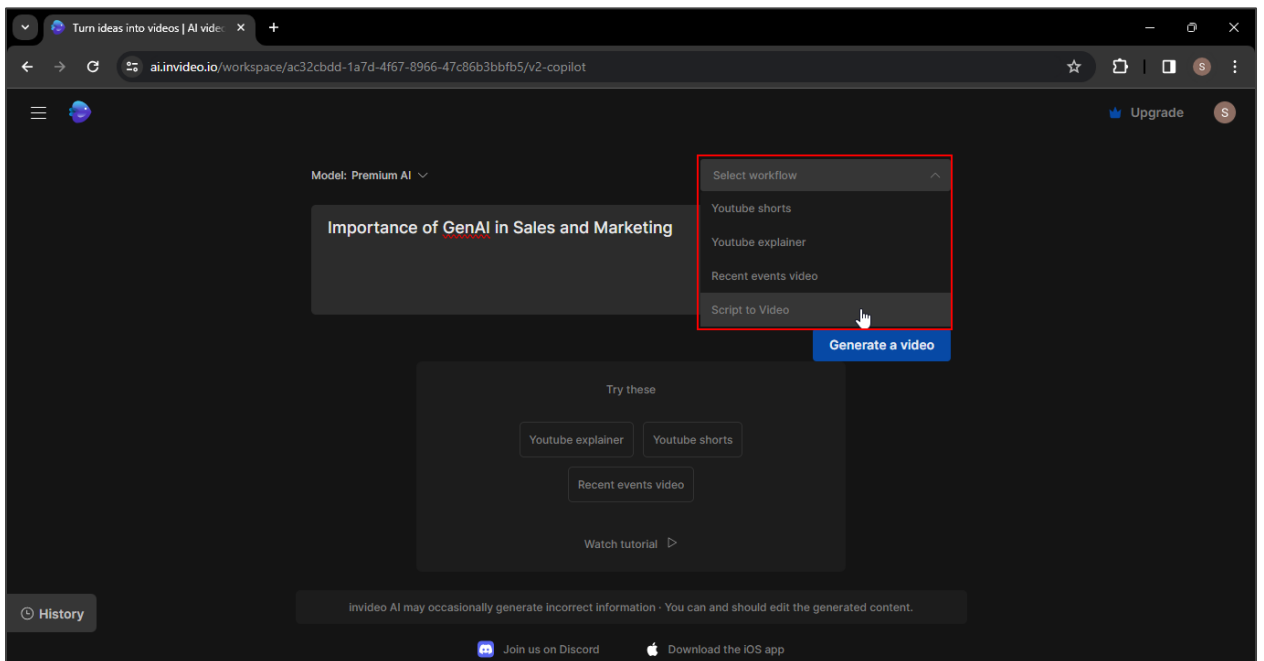 Turn ideas into videos | AI videc
ai.invideo.io/workspace/ac32cbdd-1a7d-4f67-8966-47c86b3bbfb5/v2-copilot
S
Upgrade
S
Model: Premium AI
Select workflow
Youtube shorts
Importance of GenAI in Sales and Marketing
Youtube explainer
Recent events video
Script to Video
Generate a video
Try these
Youtube explainer
Youtube shorts
Recent events video
Watch tutorial
invideo AI may occasionally generate incorrect information · You can and should edit the generated content.
History
Join us on Discord
Download the iOS app